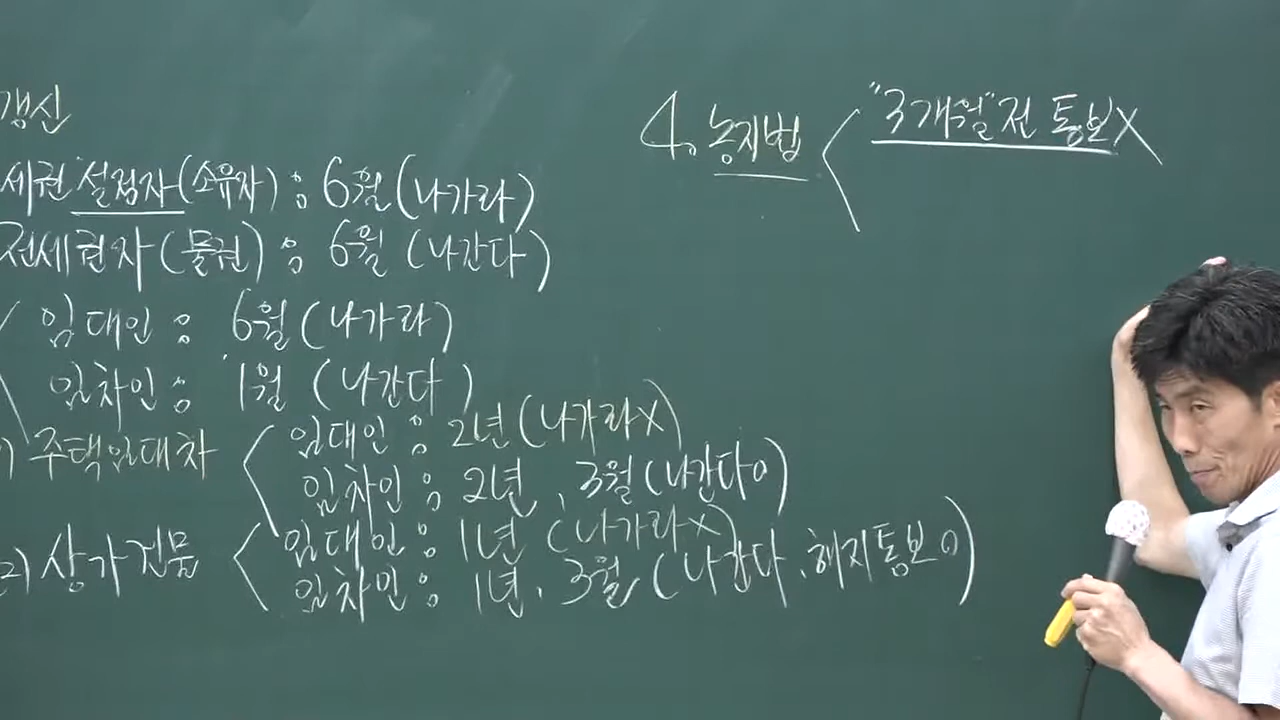 갱신
세권 설정자(소유자) : 6월(나가라)
전세권자(물권) : 6월 (나간다)
임대인 : 6월(나가라)
임차인 : 1월 (나간다)
1) 주택임대차
임대인 : 2년(나가라X)
임차인 : 2년, 3월(나간다O)
2) 상가건물
임대인 : 1년 (나가라X)
임차인 : 1년, 3월 (나간다, 해지통보O)
4. 농지법
"3개월"전 통보X